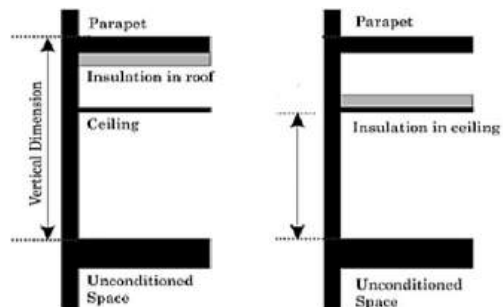 Parapet
Insulation in roof
Ceiling
Vertical Dimension
Unconditioned
Space
Parapet
Insulation in ceiling
Unconditioned
Space